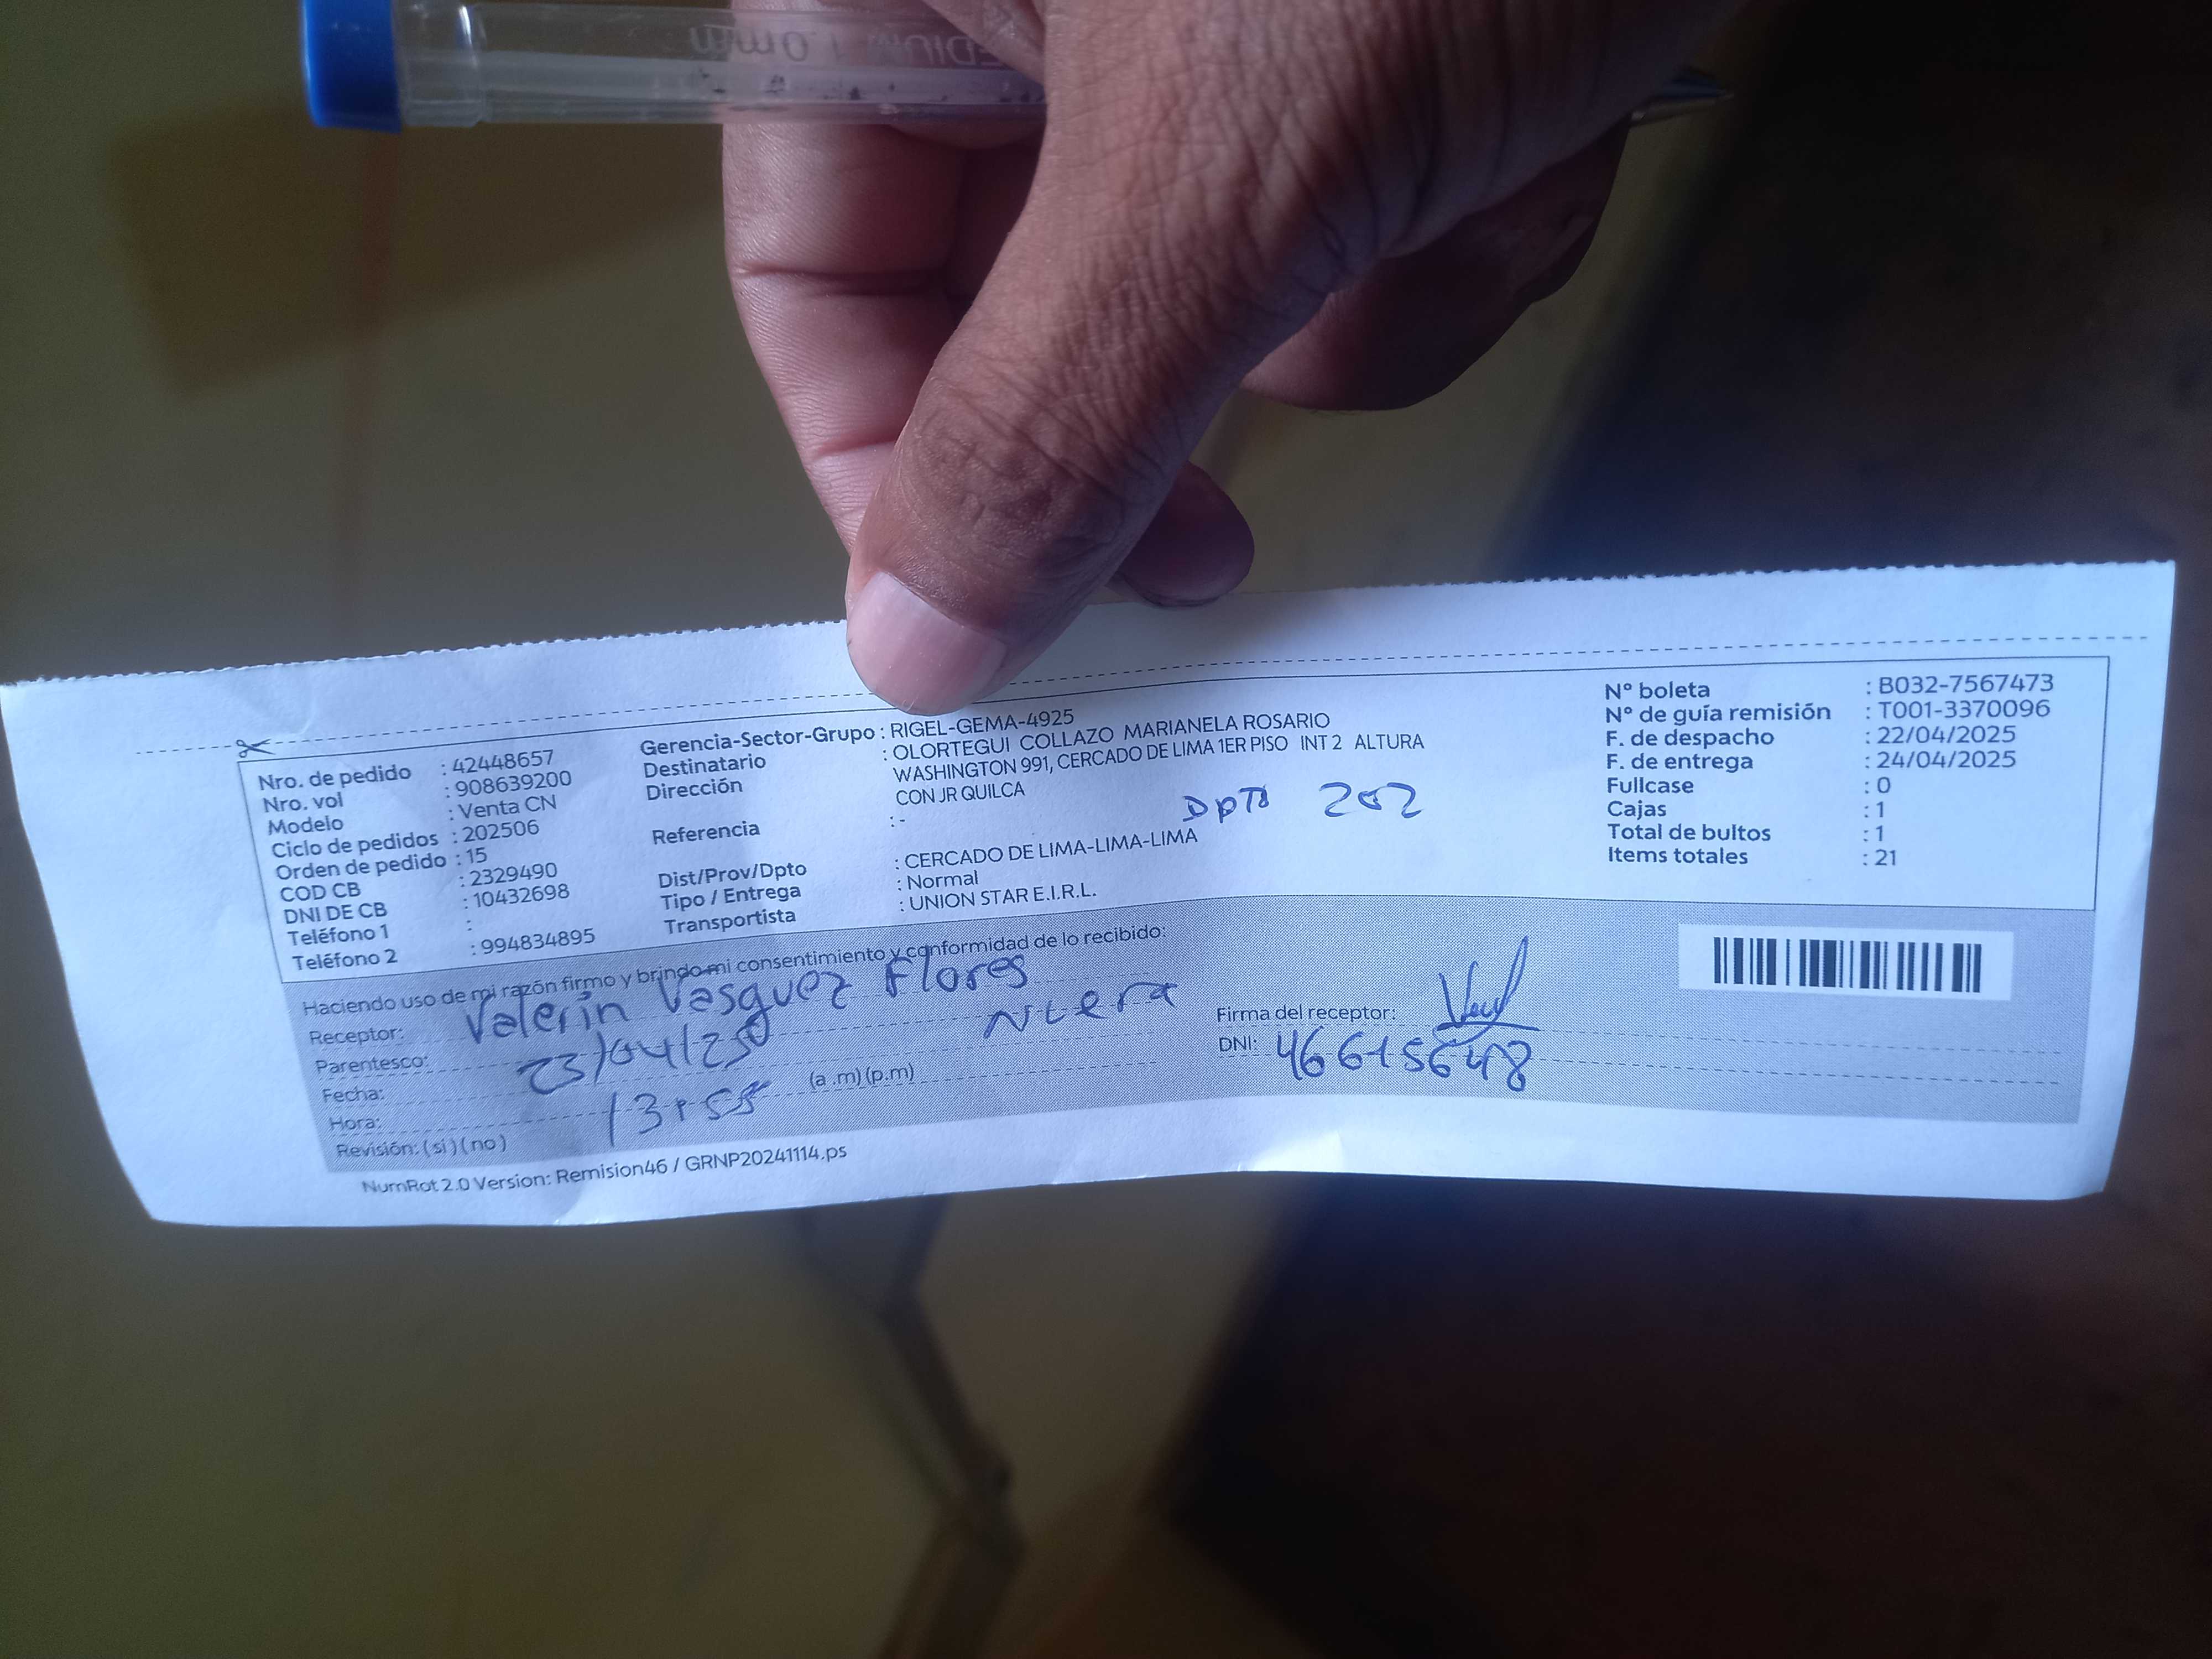 EDIUM 1.0mm
Nro. de pedido : 42448657
Nro. vol : 908639200
Modelo : Venta CN
Ciclo de pedidos : 202506
Orden de pedido : 15
COD CB : 2329490
DNI DE CB : 10432698
Teléfono 1 :
Teléfono 2 : 994834895
Gerencia-Sector-Grupo : RIGEL-GEMA-4925
Destinatario : OLORTEGUI COLLAZO MARIANELA ROSARIO
Dirección WASHINGTON 991, CERCADO DE LIMA 1ER PISO INT 2 ALTURA
CON JR QUILCA
Referencia : -
Dpto 202
Dist/Prov/Dpto : CERCADO DE LIMA-LIMA-LIMA
Tipo / Entrega : Normal
Transportista : UNION STAR E.I.R.L.
Nº boleta : B032-7567473
Nº de guía remisión : T001-3370096
F. de despacho : 22/04/2025
F. de entrega : 24/04/2025
Fullcase : 0
Cajas : 1
Total de bultos : 1
Items totales : 21
Haciendo uso de mi razón firmo y brindo mi consentimiento y conformidad de lo recibido:
Receptor: Valerín Vasquez Flores
Parentesco:
Fecha: 23/04/25
Hora: 13:55 (a .m) (p.m)
Revisión: (si) (no)
Firma del receptor:
DNI: 46615648
NumRot 2.0 Version: Remision46 / GRNP20241114.ps